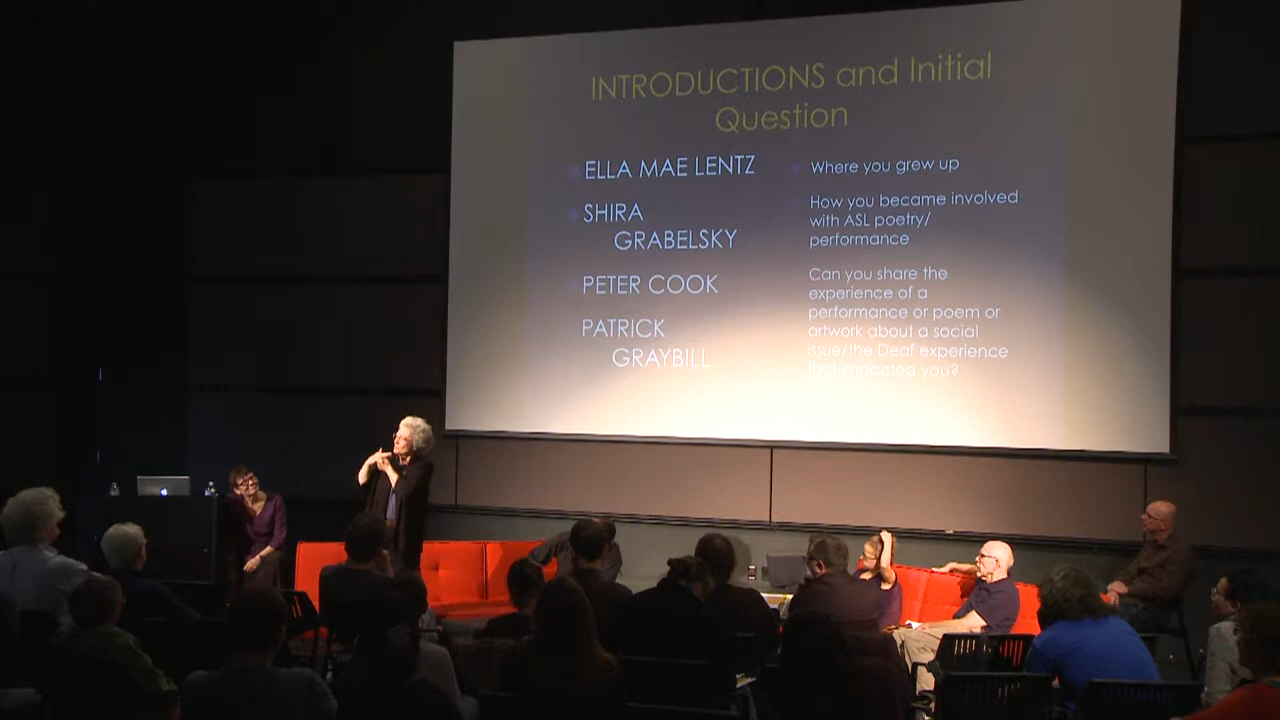 INTRODUCTIONS and Initial
Question
ELLA MAE LENTZ
SHIRA
GRABELSKY
PETER COOK
PATRICK
GRAYBILL
Where you grew up
How you became involved
with ASL poetry/
performance
Can you share the
experience of a
performance or poem or
artwork about a social
issue/the Deaf experience
that impacted you?